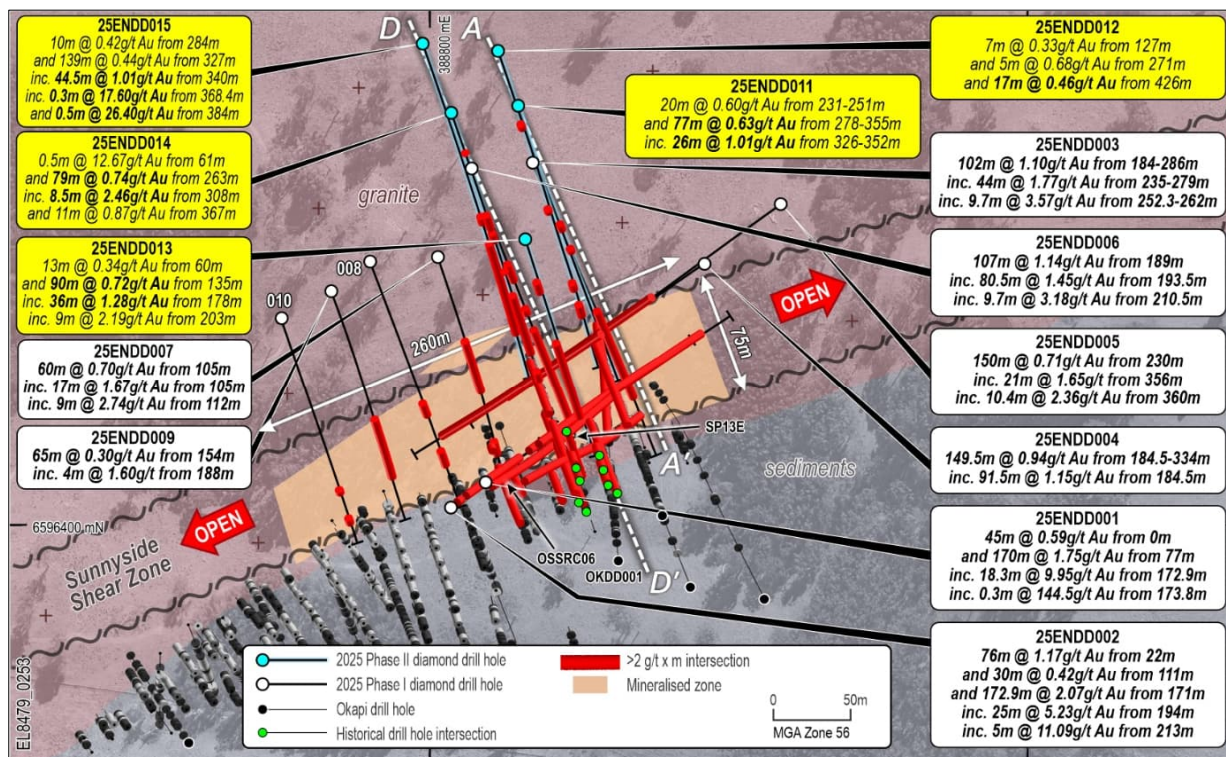 25ENDD015
10m @ 0.42g/t Au from 284m
and 139m @ 0.44g/t Au from 327m
inc. 44.5m @ 1.01g/t Au from 340m
inc. 0.3m @ 17.60g/t Au from 368.4m
and 0.5m @ 26.40g/t Au from 384m
25ENDD014
0.5m @ 12.67g/t Au from 61m
and 79m @ 0.74g/t Au from 263m
inc. 8.5m @ 2.46g/t Au from 308m
and 11m @ 0.87g/t Au from 367m
25ENDD013
13m @ 0.34g/t Au from 60m
and 90m @ 0.72g/t Au from 135m
inc. 36m @ 1.28g/t Au from 178m
inc. 9m @ 2.19g/t Au from 203m
25ENDD007
60m @ 0.70g/t Au from 105m
inc. 17m @ 1.67g/t Au from 105m
inc. 9m @ 2.74g/t Au from 112m
25ENDD009
65m @ 0.30g/t Au from 154m
inc. 4m @ 1.60g/t Au from 188m
D
388800 mE
A
25ENDD011
20m @ 0.60g/t Au from 231-251m
and 77m @ 0.63g/t Au from 278-355m
inc. 26m @ 1.01g/t Au from 326-352m
25ENDD012
7m @ 0.33g/t Au from 127m
and 5m @ 0.68g/t Au from 271m
and 17m @ 0.46g/t Au from 426m
25ENDD003
102m @ 1.10g/t Au from 184-286m
inc. 44m @ 1.77g/t Au from 235-279m
inc. 9.7m @ 3.57g/t Au from 252.3-262m
25ENDD006
107m @ 1.14g/t Au from 189m
inc. 80.5m @ 1.45g/t Au from 193.5m
inc. 9.7m @ 3.18g/t Au from 210.5m
25ENDD005
150m @ 0.71g/t Au from 230m
inc. 21m @ 1.65g/t Au from 356m
inc. 10.4m @ 2.36g/t Au from 360m
25ENDD004
149.5m @ 0.94g/t Au from 184.5-334m
inc. 91.5m @ 1.15g/t Au from 184.5m
25ENDD001
45m @ 0.59g/t Au from 0m
and 170m @ 1.75g/t Au from 77m
inc. 18.3m @ 9.95g/t Au from 172.9m
inc. 0.3m @ 144.5g/t Au from 173.8m
25ENDD002
76m @ 1.17g/t Au from 22m
and 30m @ 0.42g/t Au from 111m
and 172.9m @ 2.07g/t Au from 171m
inc. 25m @ 5.23g/t Au from 194m
inc. 5m @ 11.09g/t Au from 213m
granite
008
010
260m
OPEN
75m
SP13E
A'
sediments
6596400 mN
OPEN
Sunnyside
Shear Zone
OSSRC06
OKDD001
D'
EL8479_0253
2025 Phase II diamond drill hole
2025 Phase I diamond drill hole
Okapi drill hole
Historical drill hole intersection
>2 g/t x m intersection
Mineralised zone
0 50m
MGA Zone 56